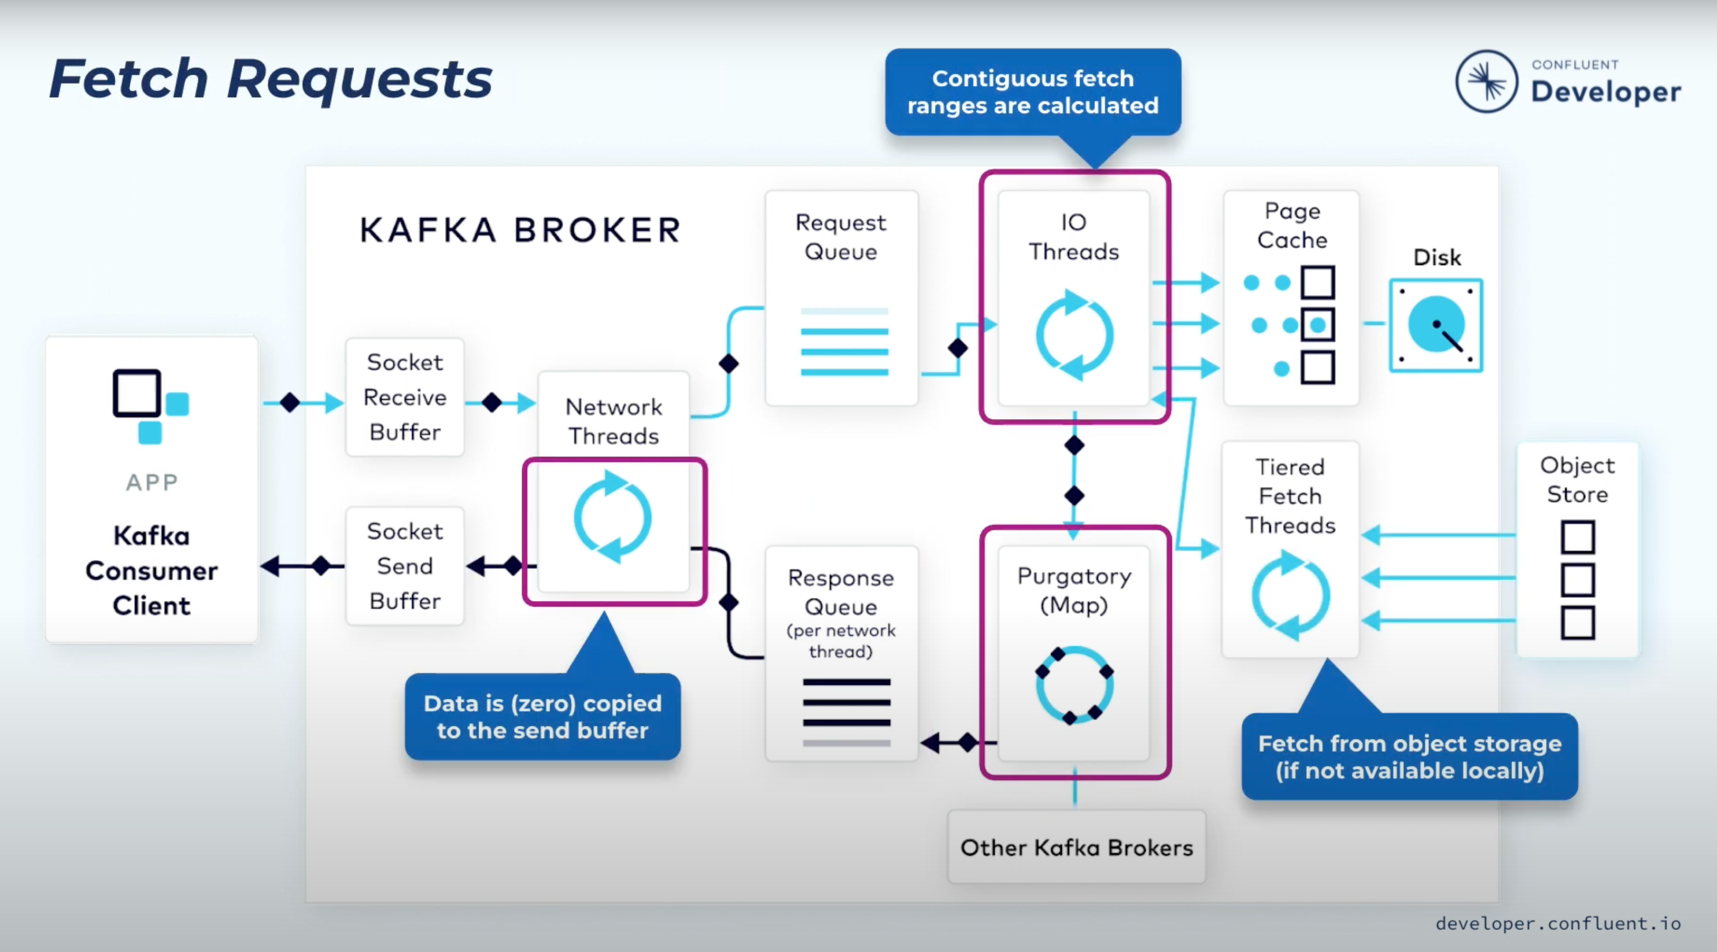 Fetch Requests
Contiguous fetch
ranges are calculated
CONFLUENT
Developer
KAFKA BROKER
Request
Queue
IO
Threads
Page
Cache
Disk
Socket
Receive
Buffer
Network
Threads
APP
Kafka
Consumer
Client
Socket
Send
Buffer
Response
Queue
(per network
thread)
Purgatory
(Map)
Tiered
Fetch
Threads
Object
Store
Data is (zero) copied
to the send buffer
Fetch from object storage
(if not available locally)
Other Kafka Brokers
developer.confluent.io